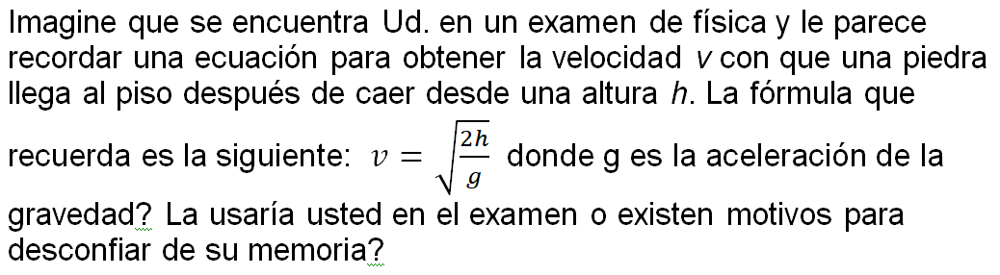 Imagine que se encuentra Ud. en un examen de física y le parece
recordar una ecuación para obtener la velocidad v con que una piedra
llega al piso después de caer desde una altura h. La fórmula que
recuerda es la siguiente: v = √(2h/g) donde g es la aceleración de la
gravedad? La usaría usted en el examen o existen motivos para
desconfiar de su memoria?